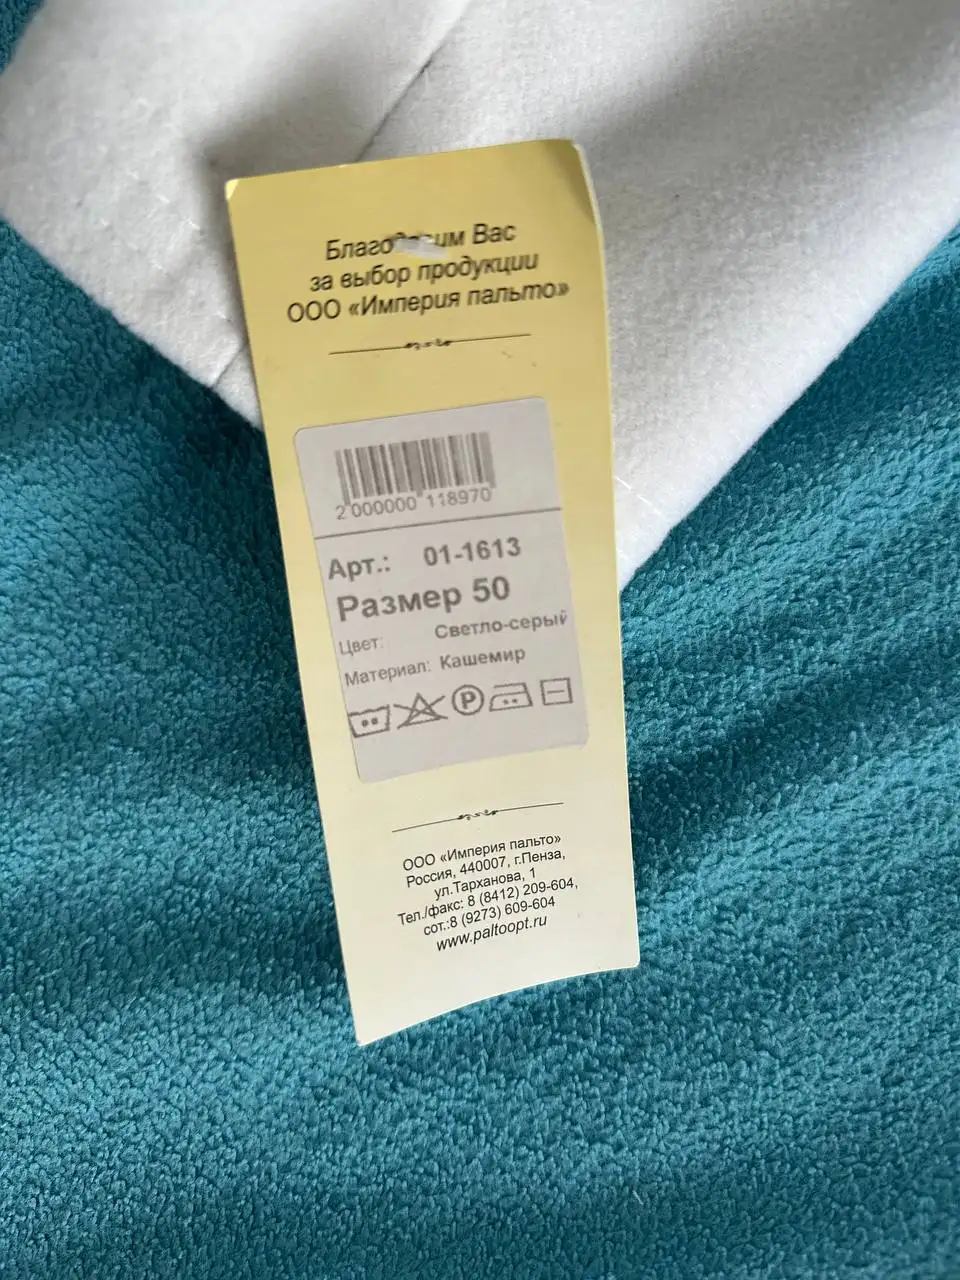 Вас
за выбор продукции
ООО «Империя пальто»
2 000000 118970
Арт.: 01-1613
Размер 50
Цвет: Светло-серый
Материал: Кашемир
P
ООО «Империя пальто»
Россия, 440007, г.Пенза,
ул.Тарханова, 1
Тел./факс: 8 (8412) 209-604,
сот.:8 (9273) 609-604
www.paltoopt.ru